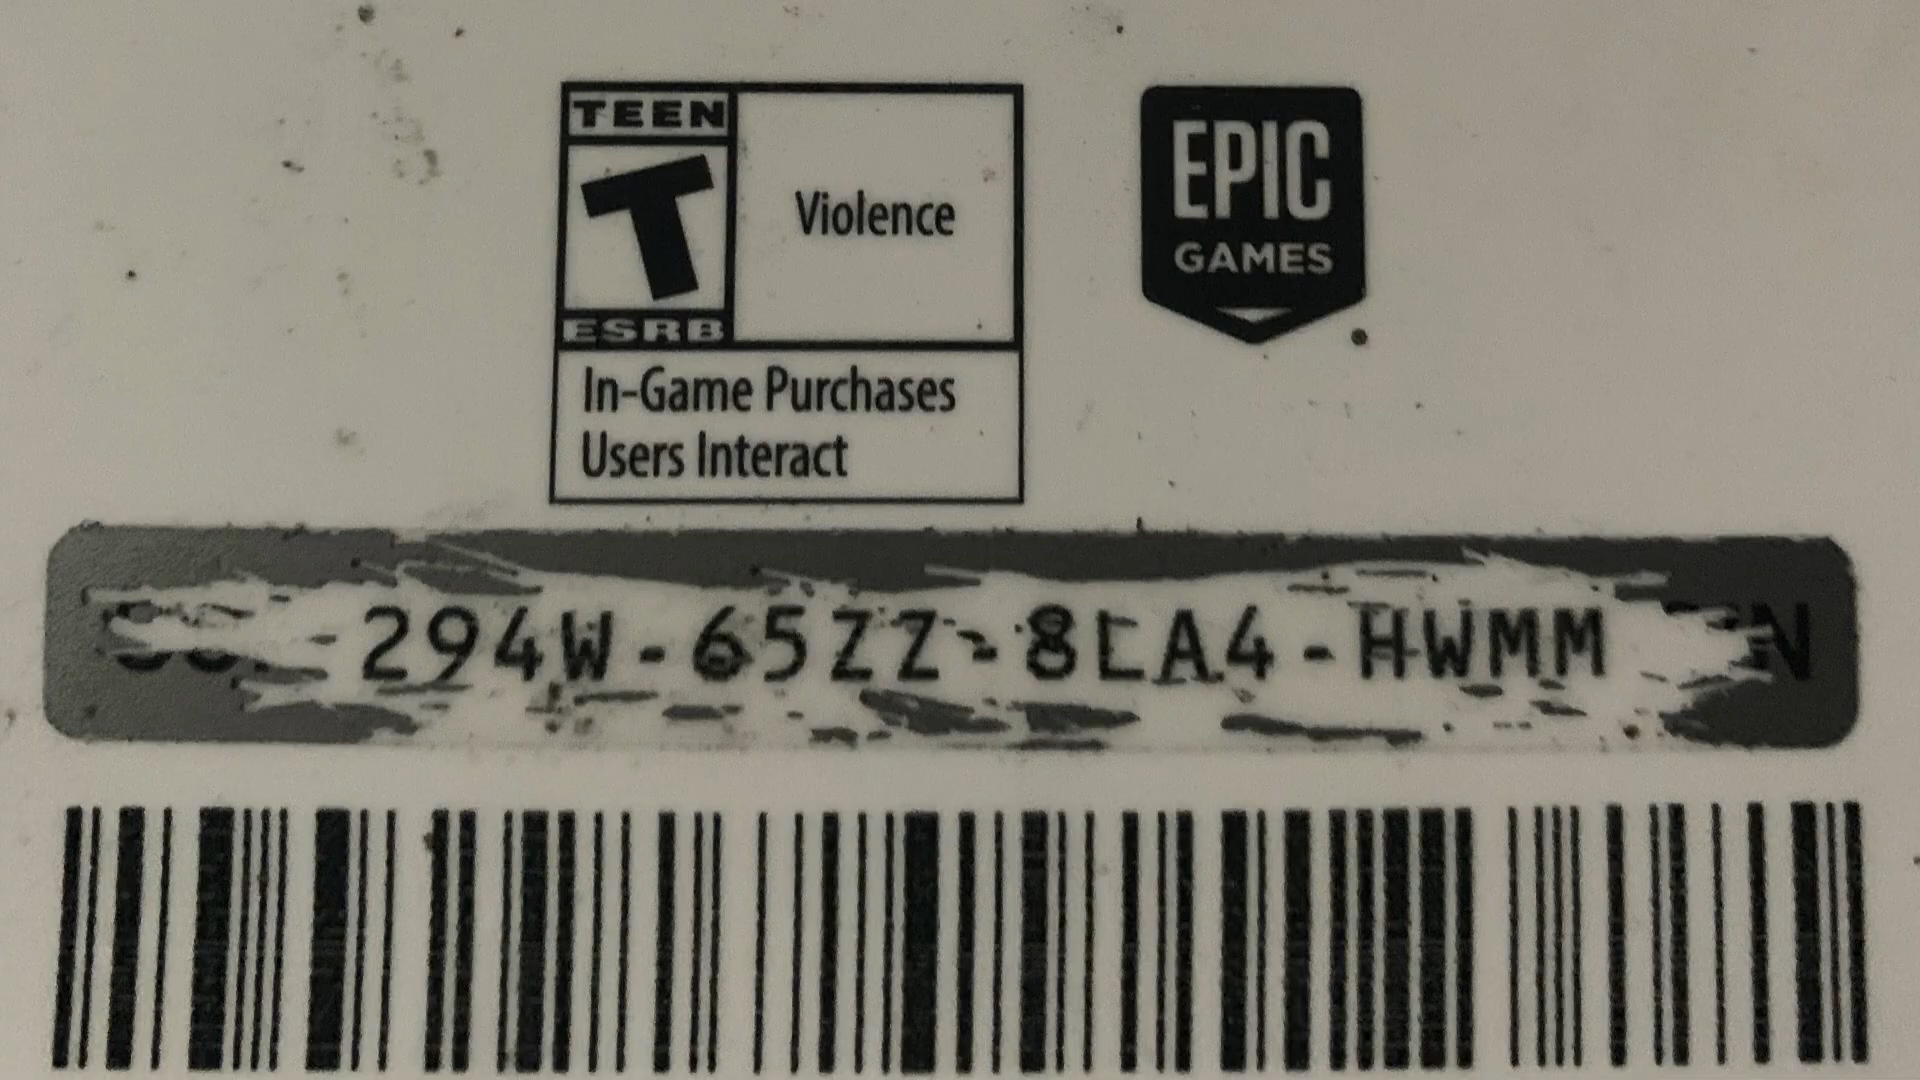 TEEN
T
ESRB
Violence
In-Game Purchases
Users Interact
EPIC
GAMES
294W-65ZZ-8LA4-HWMM